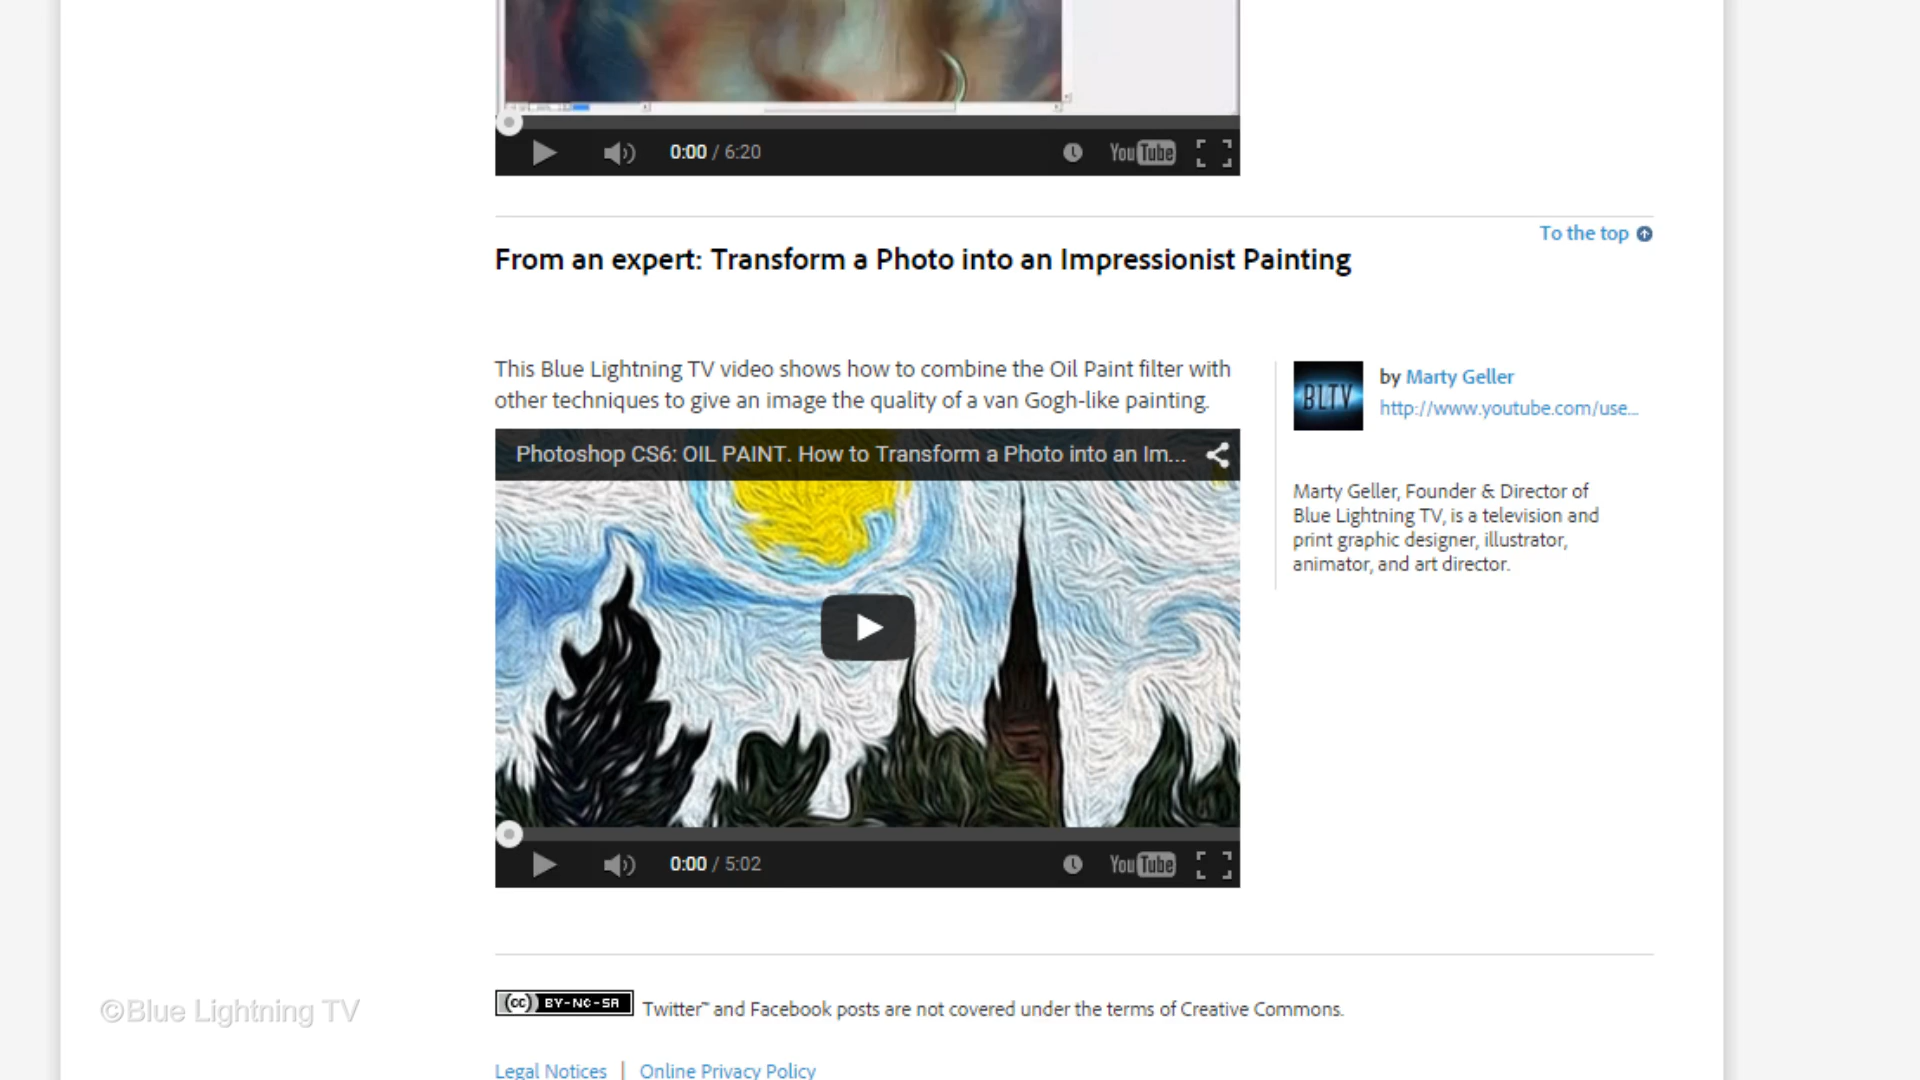 0:00 / 6:20
YouTube
To the top
From an expert: Transform a Photo into an Impressionist Painting
This Blue Lightning TV video shows how to combine the Oil Paint filter with
other techniques to give an image the quality of a van Gogh-like painting.
BLTV
by Marty Geller
http://www.youtube.com/use...
Photoshop CS6: OIL PAINT. How to Transform a Photo into an Im...
Marty Geller, Founder & Director of
Blue Lightning TV, is a television and
print graphic designer, illustrator,
animator, and art director.
0:00 / 5:02
YouTube
©Blue Lightning TV
(cc) BY-NC-SA
Twitter™ and Facebook posts are not covered under the terms of Creative Commons.
Legal Notices | Online Privacy Policy